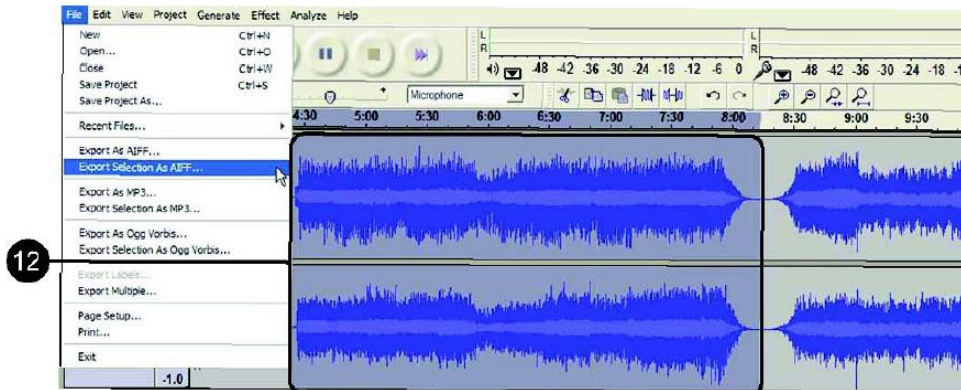 File Edit View Project Generate Effect Analyze Help
New Ctrl+N
Open... Ctrl+O
Close Ctrl+W
Save Project Ctrl+S
Save Project As...
Recent Files...
Export As AIFF...
Export Selection As AIFF...
Export As MP3...
Export Selection As MP3...
Export As Ogg Vorbis...
Export Selection As Ogg Vorbis...
Export Labels...
Export Multiple...
Page Setup...
Print...
Exit
-1.0
12
L
R
-48 -42 -36 -30 -24 -18 -12 -6 0
L
R
-48 -42 -36 -30 -24 -18 -1
Microphone
4:30 5:00 5:30 6:00 6:30 7:00 7:30 8:00 8:30 9:00 9:30